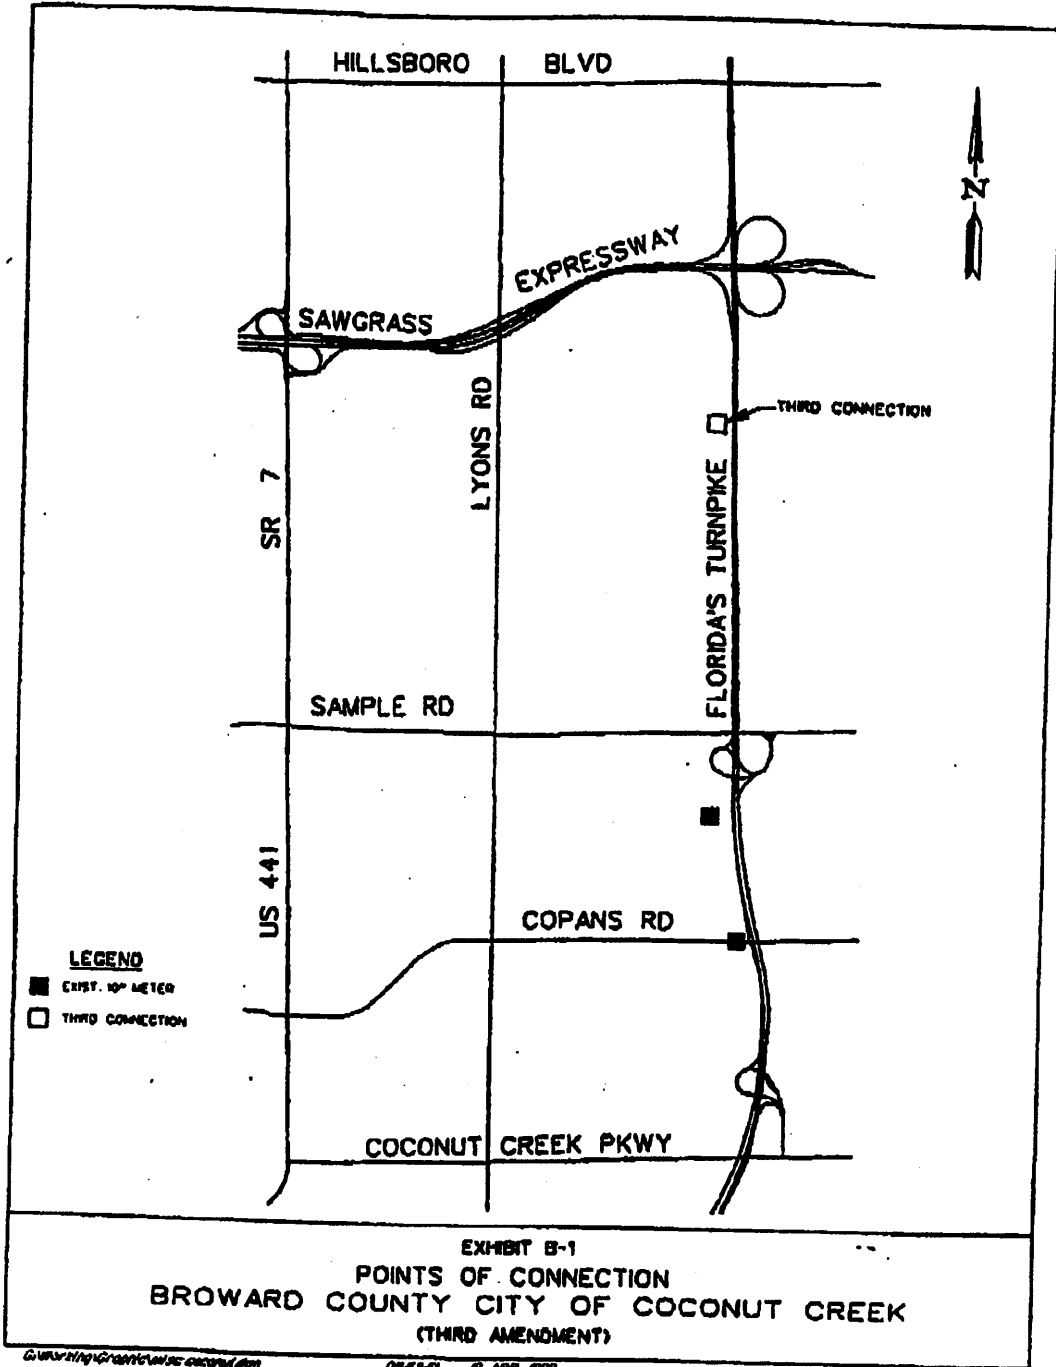 HILLSBORO BLVD
N
EXPRESSWAY
SAWGRASS
LYONS RD
THIRD CONNECTION
SR 7
FLORIDA'S TURNPIKE
SAMPLE RD
US 441
COPANS RD
LEGEND
EXIST. 10" METER
THIRD CONNECTION
COCONUT CREEK PKWY
EXHIBIT B-1
POINTS OF CONNECTION
BROWARD COUNTY CITY OF COCONUT CREEK
(THIRD AMENDMENT)